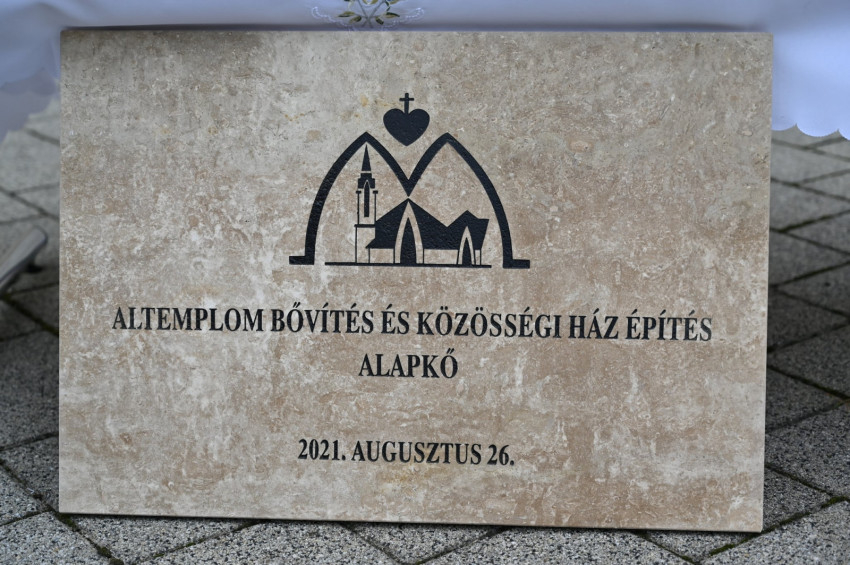 ALTEMPLOM BŐVÍTÉS ÉS KÖZÖSSÉGI HÁZ ÉPÍTÉS
ALAPKŐ
2021. AUGUSZTUS 26.